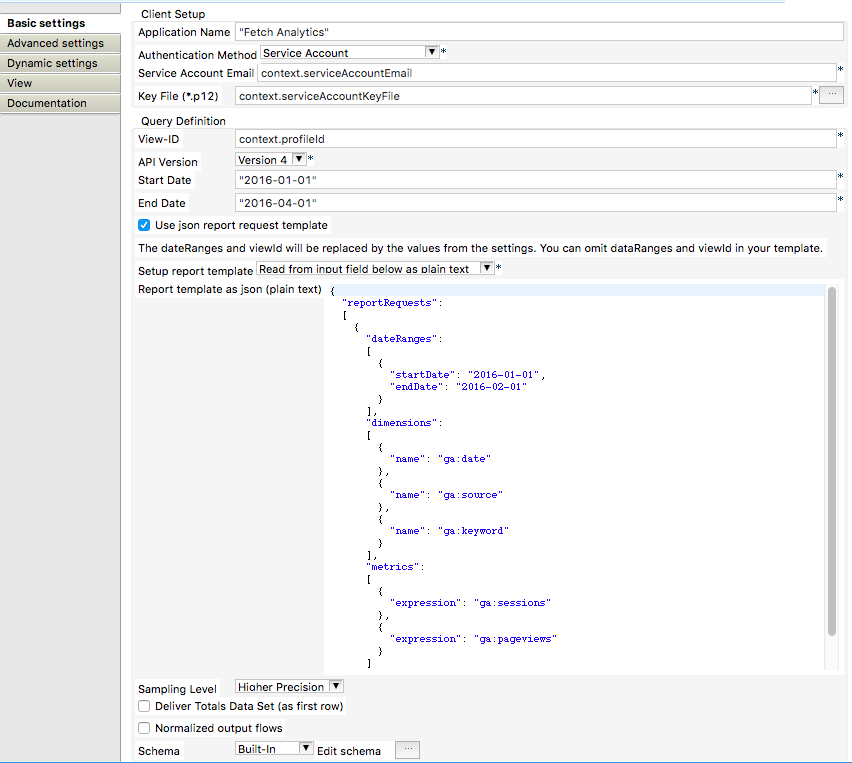 Basic settings
Advanced settings
Dynamic settings
View
Documentation
Client Setup
Application Name "Fetch Analytics"
Authentication Method Service Account *
Service Account Email context.serviceAccountEmail *
Key File (*.p12) context.serviceAccountKeyFile * ...
Query Definition
View-ID context.profileId *
API Version Version 4 *
Start Date "2016-01-01" *
End Date "2016-04-01" *
Use json report request template
The dateRanges and viewId will be replaced by the values from the settings. You can omit dataRanges and viewId in your template.
Setup report template Read from input field below as plain text *
Report template as json (plain text) {
"reportRequests":
[
{
"dateRanges":
[
{
"startDate": "2016-01-01",
"endDate": "2016-02-01"
}
],
"dimensions":
[
{
"name": "ga:date"
},
{
"name": "ga:source"
},
{
"name": "ga:keyword"
}
],
"metrics":
[
{
"expression": "ga:sessions"
},
{
"expression": "ga:pageviews"
}
]
Sampling Level Higher Precision
Deliver Totals Data Set (as first row)
Normalized output flows
Schema Built-In Edit schema ...